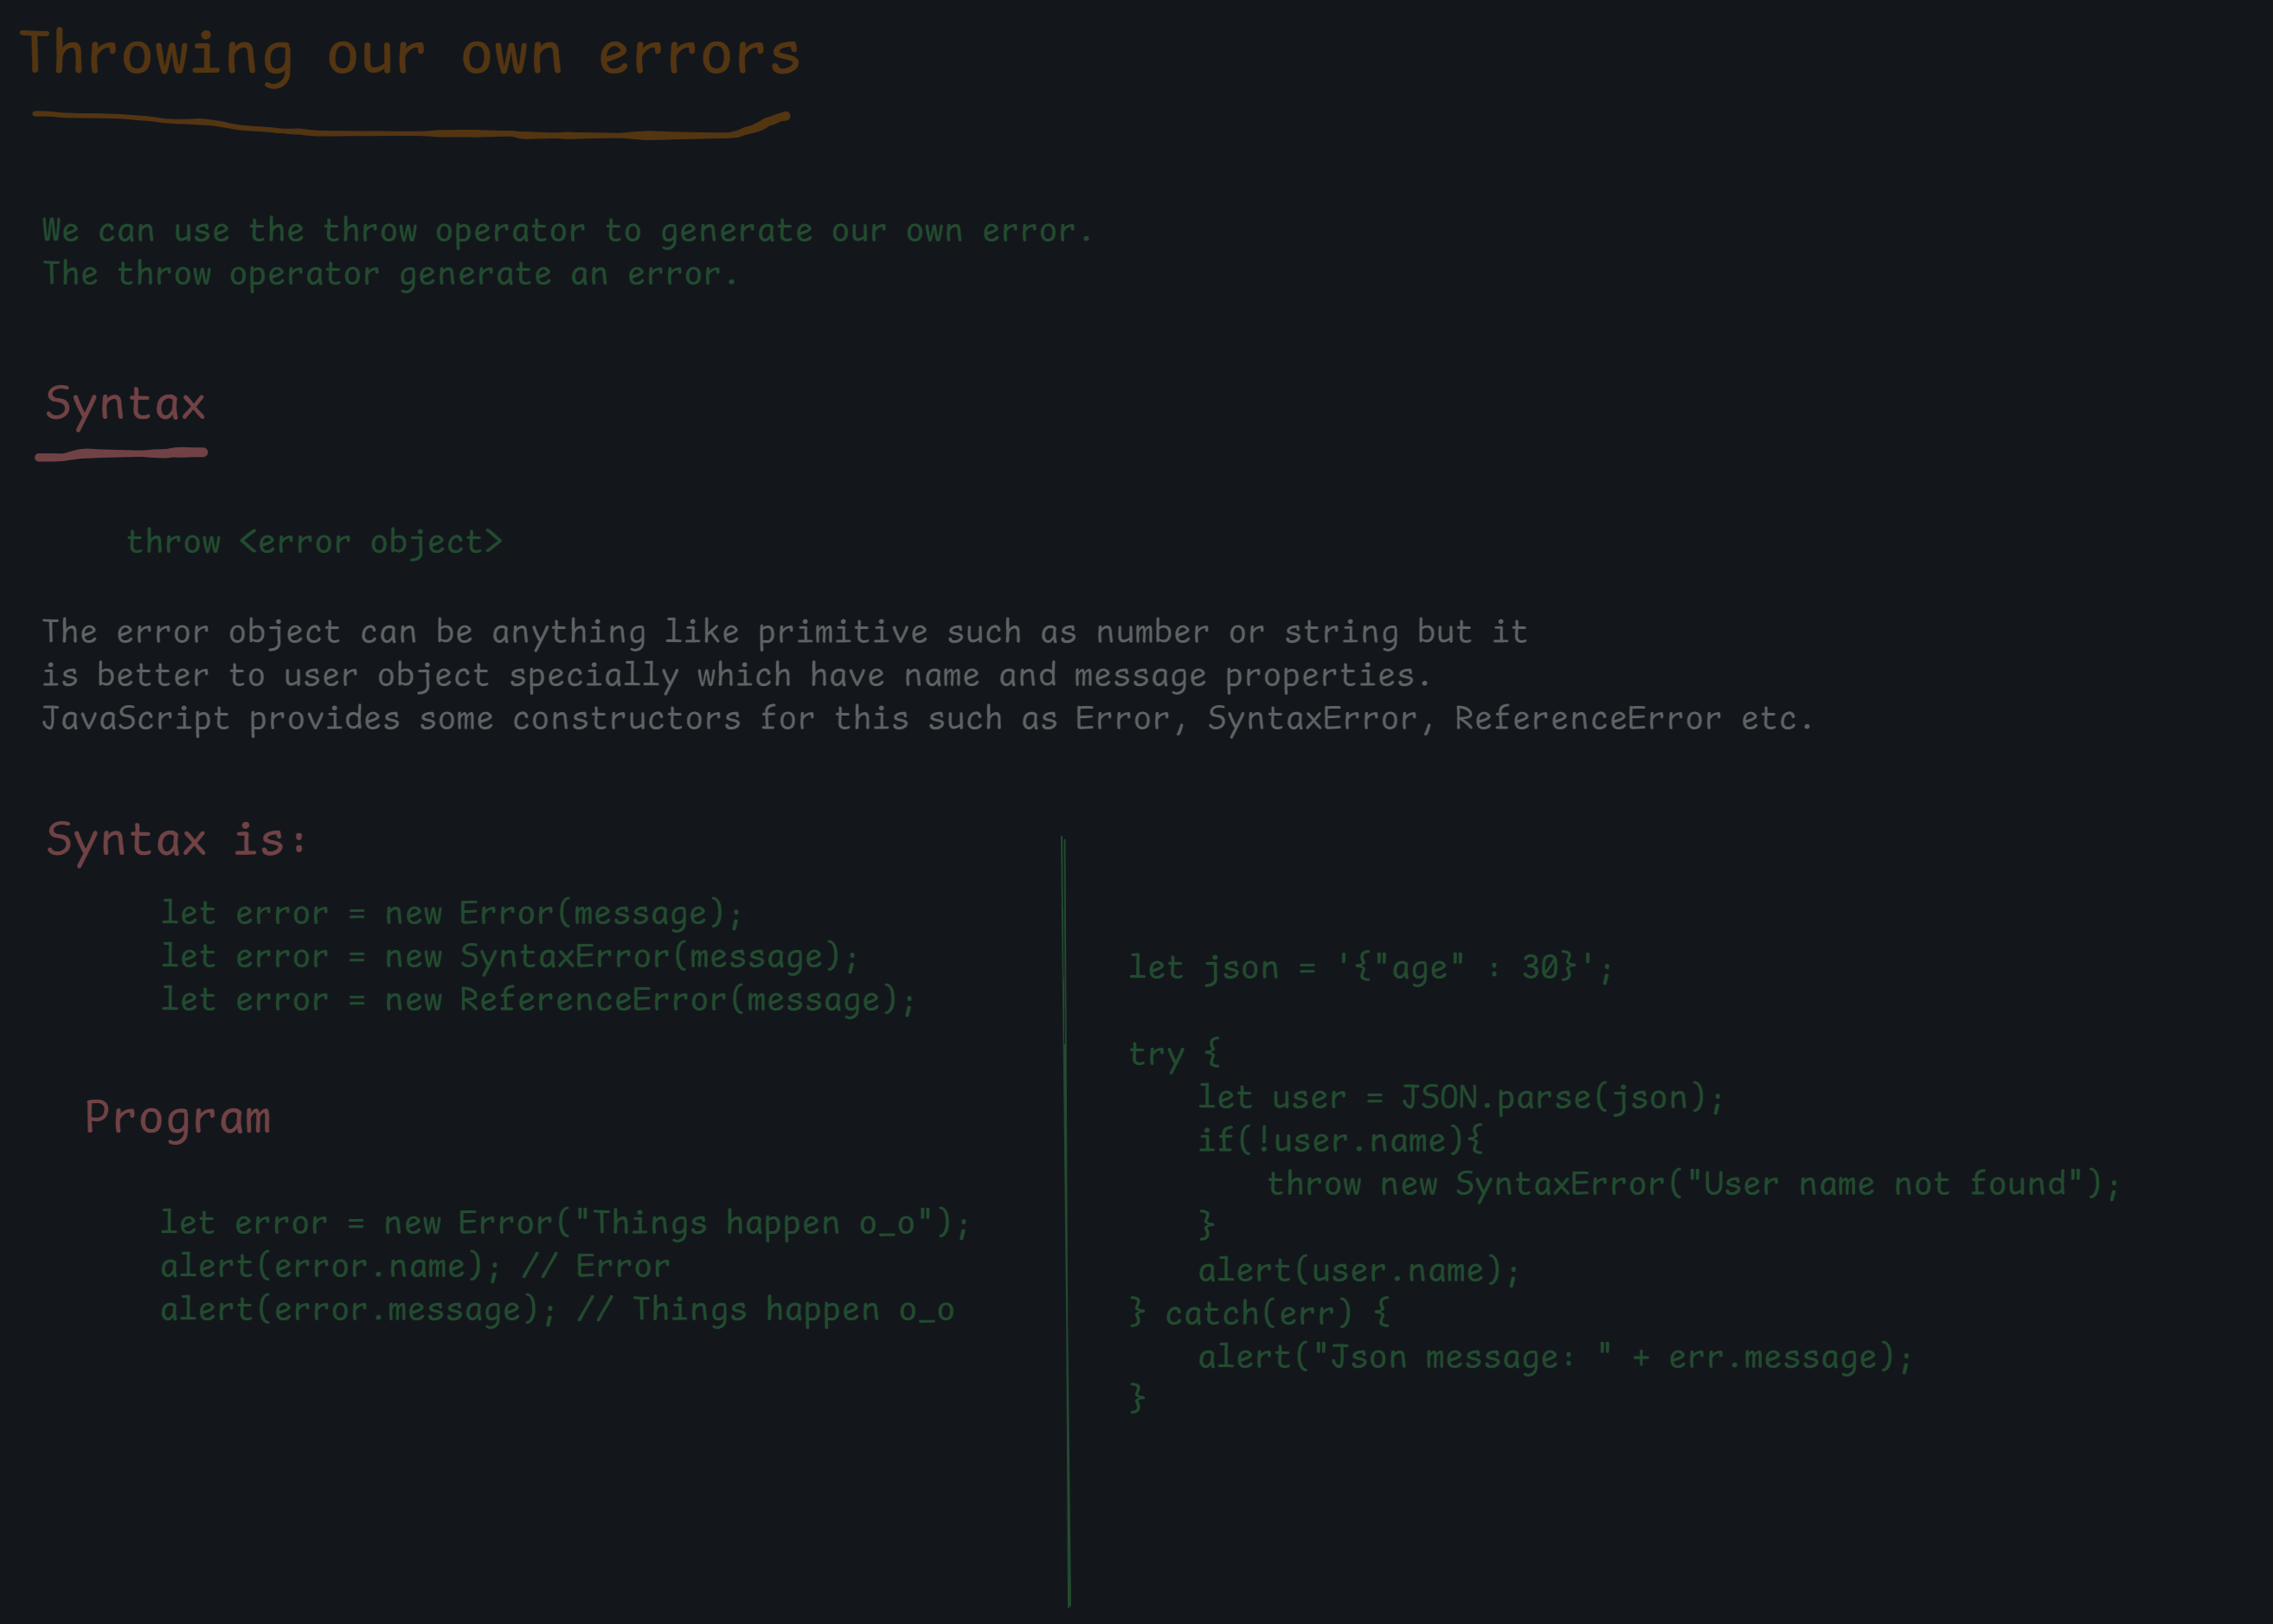 Throwing our own errors
We can use the throw operator to generate our own error.
The throw operator generate an error.
Syntax
throw <error object>
The error object can be anything like primitive such as number or string but it
is better to user object specially which have name and message properties.
JavaScript provides some constructors for this such as Error, SyntaxError, ReferenceError etc.
Syntax is:
let error = new Error(message);
let error = new SyntaxError(message);
let error = new ReferenceError(message);
Program
let error = new Error("Things happen o_o");
alert(error.name); // Error
alert(error.message); // Things happen o_o
let json = '{"age" : 30}';
try {
let user = JSON.parse(json);
if(!user.name){
throw new SyntaxError("User name not found");
}
alert(user.name);
} catch(err) {
alert("Json message: " + err.message);
}